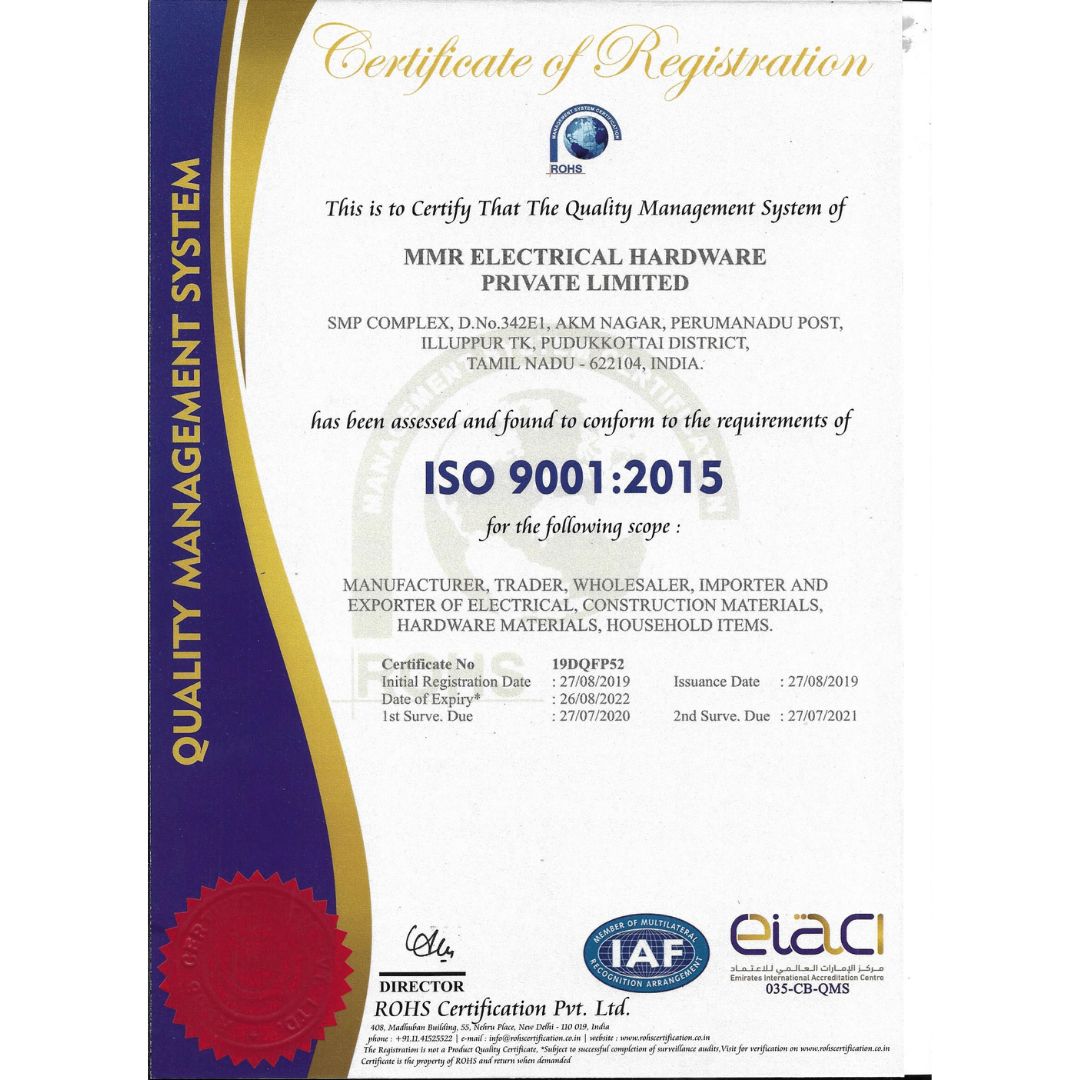 Certificate of Registration
MANAGEMENT SYSTEM CERTIFICATION
ROHS
This is to Certify That The Quality Management System of
MMR ELECTRICAL HARDWARE
PRIVATE LIMITED
SMP COMPLEX, D.No.342E1, AKM NAGAR, PERUMANADU POST,
ILLUPPUR TK, PUDUKKOTTAI DISTRICT,
TAMIL NADU - 622104, INDIA.
has been assessed and found to conform to the requirements of
ISO 9001:2015
for the following scope :
MANUFACTURER, TRADER, WHOLESALER, IMPORTER AND
EXPORTER OF ELECTRICAL, CONSTRUCTION MATERIALS,
HARDWARE MATERIALS, HOUSEHOLD ITEMS.
Certificate No 19DQFP52
Initial Registration Date : 27/08/2019 Issuance Date : 27/08/2019
Date of Expiry* : 26/08/2022
1st Surve. Due : 27/07/2020 2nd Surve. Due : 27/07/2021
ROHS
QUALITY MANAGEMENT SYSTEM
DIRECTOR
ROHS Certification Pvt. Ltd.
MEMBER OF MULTILATERAL
IAF
RECOGNITION ARRANGEMENT
eiaci
مركز الإمارات العالمي للاعتماد
Emirates International Accreditation Centre
035-CB-QMS
408, Madhuban Building, 55, Nehru Place, New Delhi - 110 019, India
phone : +91.11.41525522 | e-mail : info@rohscertification.co.in | website : www.rohscertification.co.in
The Registration is not a Product Quality Certificate, *Subject to successful completion of surveillance audits,Visit for verification on www.rohscertification.co.in
Certificate is the property of ROHS and return when demanded